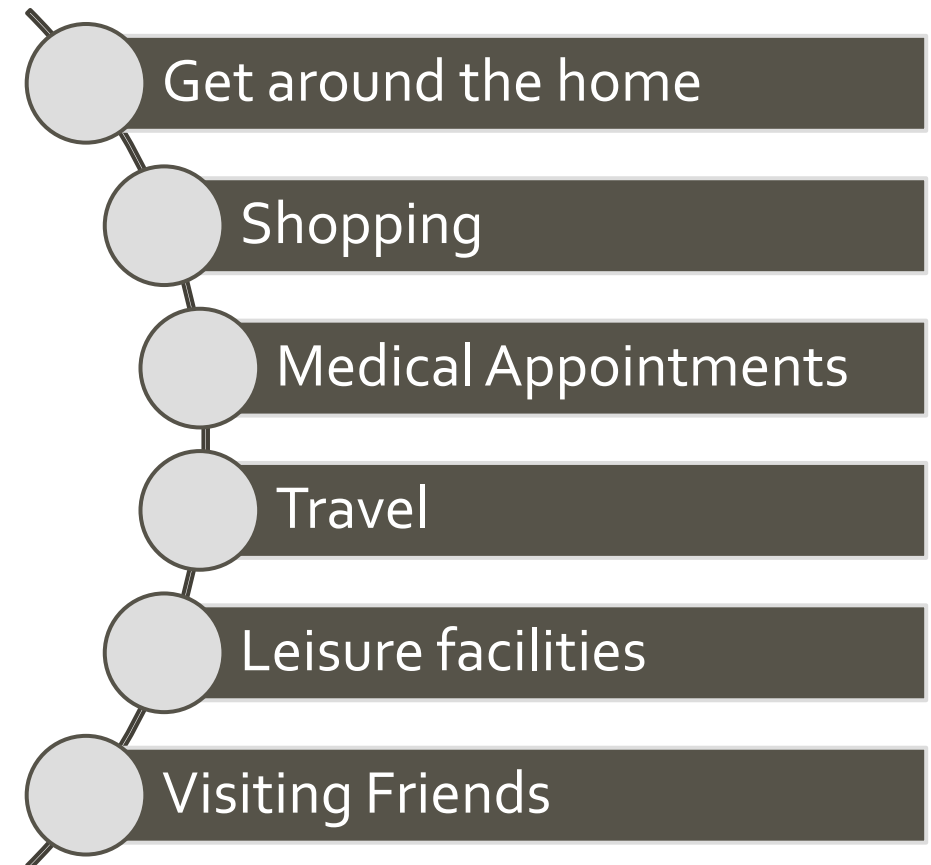 Get around the home
Shopping
Medical Appointments
Travel
Leisure facilities
Visiting Friends